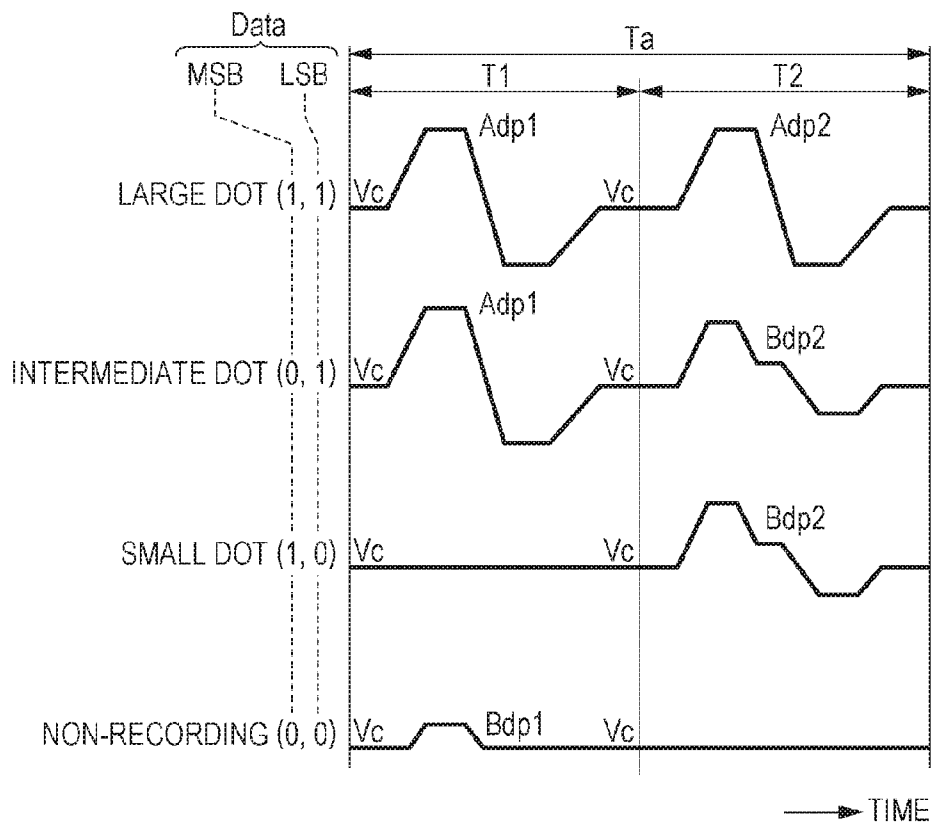 Data
MSB LSB
Ta
T1 T2
Adp1 Adp2
LARGE DOT (1, 1) Vc Vc
Adp1
Bdp2
INTERMEDIATE DOT (0, 1) Vc Vc
Bdp2
SMALL DOT (1, 0) Vc Vc
NON-RECORDING (0, 0) Vc Bdp1 Vc
TIME